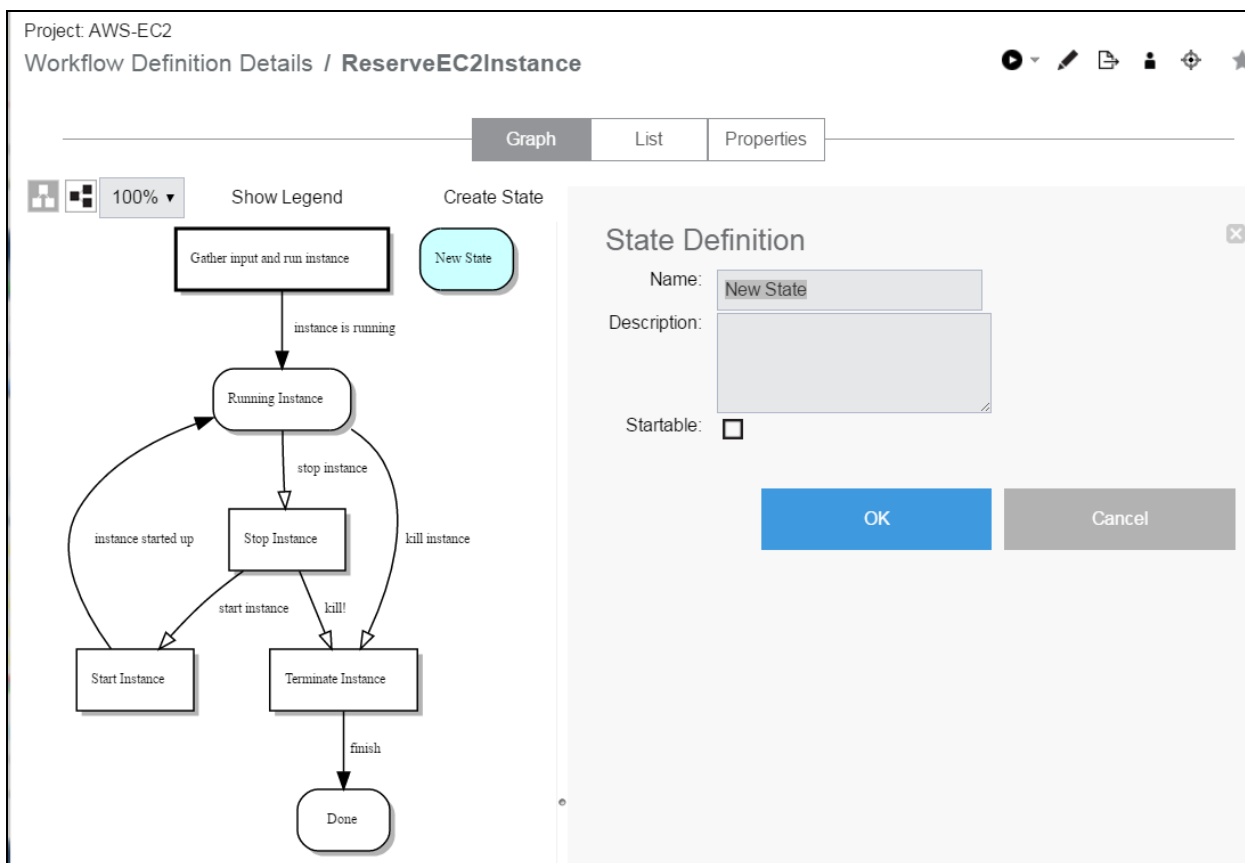 Project: AWS-EC2
Workflow Definition Details / ReserveEC2Instance
Graph
List
Properties
100%
Show Legend
Create State
Gather input and run instance
New State
instance is running
Running Instance
stop instance
instance started up
Stop Instance
kill instance
start instance
kill!
Start Instance
Terminate Instance
finish
Done
State Definition
Name:
New State
Description:
Startable:
OK
Cancel